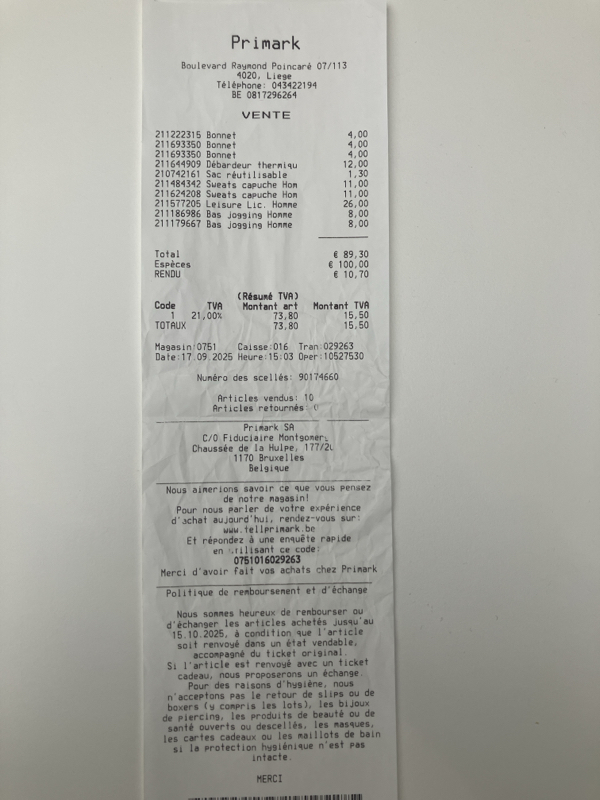 Primark
Boulevard Raymond Poincaré 07/113
4020, Liege
Téléphone: 043422194
BE 0817296264
VENTE
211222315 Bonnet 4,00
211693350 Bonnet 4,00
211693350 Bonnet 4,00
211644909 Débardeur thermiqu 12,00
210742161 Sac réutilisable 1,30
211484342 Sweats capuche Hom 11,00
211624208 Sweats capuche Hom 11,00
211577205 Leisure Lic. Homme 26,00
211186986 Bas jogging Homme 8,00
211179667 Bas jogging Homme 8,00
Total € 89,30
Espèces € 100,00
RENDU € 10,70
(Résumé TVA)
Code TVA Montant art Montant TVA
1 21,00% 73,80 15,50
TOTAUX 73,80 15,50
Magasin:0751 Caisse:016 Tran:029263
Date:17.09.2025 Heure:15:03 Oper:10527530
Numéro des scellés: 90174660
Articles vendus: 10
Articles retournés: 0
Primark SA
C/O Fiduciaire Montgomery
Chaussée de la Hulpe, 177/20
1170 Bruxelles
Belgique
Nous aimerions savoir ce que vous pensez
de notre magasin!
Pour nous parler de votre expérience
d'achat aujourd'hui, rendez-vous sur:
www.tellprimark.be
Et répondez à une enquête rapide
en utilisant ce code:
0751016029263
Merci d'avoir fait vos achats chez Primark
Politique de remboursement et d'échange
Nous sommes heureux de rembourser ou
d'échanger les articles achetés jusqu'au
15.10.2025, à condition que l'article
soit renvoyé dans un état vendable,
accompagné du ticket original.
Si l'article est renvoyé avec un ticket
cadeau, nous proposerons un échange.
Pour des raisons d'hygiène, nous
n'acceptons pas le retour de slips ou de
boxers (y compris les lots), les bijoux
de piercing, les produits de beauté ou de
santé ouverts ou descellés, les masques,
les cartes cadeaux ou les maillots de bain
si la protection hygiénique n'est pas
intacte.
MERCI